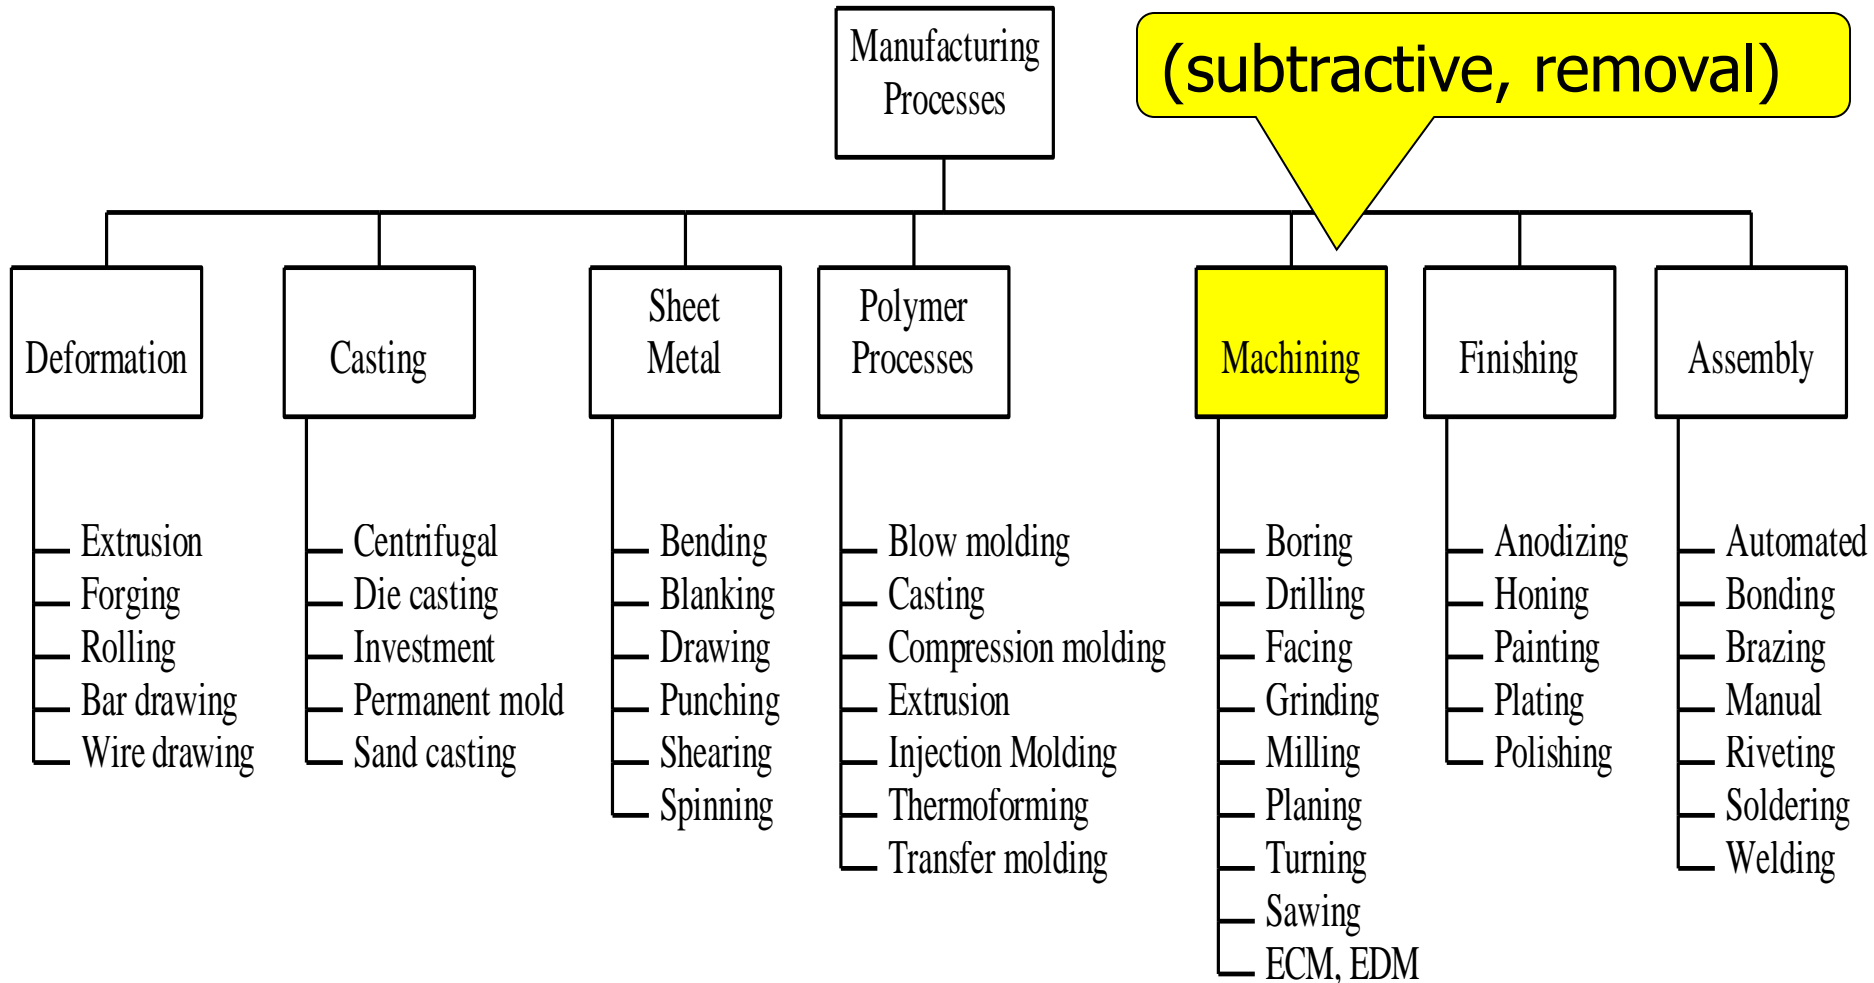 Manufacturing
Processes
(subtractive, removal)
Deformation
Casting
Sheet
Metal
Polymer
Processes
Machining
Finishing
Assembly
Extrusion
Forging
Rolling
Bar drawing
Wire drawing
Centrifugal
Die casting
Investment
Permanent mold
Sand casting
Bending
Blanking
Drawing
Punching
Shearing
Spinning
Blow molding
Casting
Compression molding
Extrusion
Injection Molding
Thermoforming
Transfer molding
Boring
Drilling
Facing
Grinding
Milling
Planing
Turning
Sawing
ECM, EDM
Anodizing
Honing
Painting
Plating
Polishing
Automated
Bonding
Brazing
Manual
Riveting
Soldering
Welding